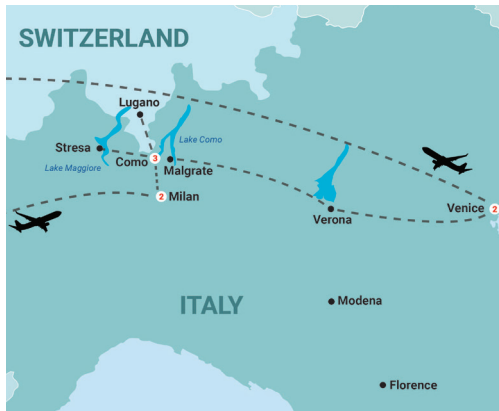 SWITZERLAND
Lugano
Stresa
Lake Como
Lake Maggiore
Como
3
Malgrate
2
Milan
Verona
Venice
2
ITALY
Modena
Florence